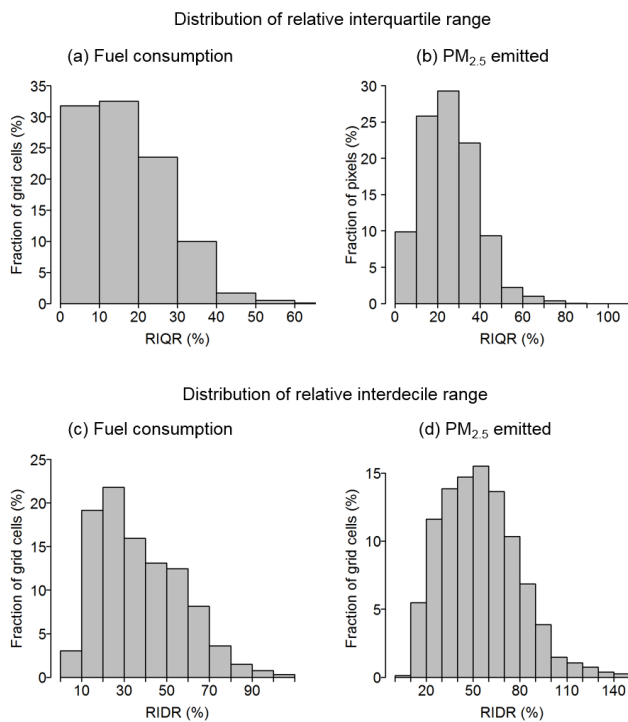 Distribution of relative interquartile range
(a) Fuel consumption
35
30
25
20
15
10
5
0
Fraction of grid cells (%)
0 10 20 30 40 50 60
RIQR (%)
(b) PM2.5 emitted
30
25
20
15
10
5
0
Fraction of pixels (%)
0 20 40 60 80 100
RIQR (%)
Distribution of relative interdecile range
(c) Fuel consumption
25
20
15
10
5
0
Fraction of grid cells (%)
10 30 50 70 90
RIDR (%)
(d) PM2.5 emitted
15
10
5
0
Fraction of grid cells (%)
20 50 80 110 140
RIDR (%)